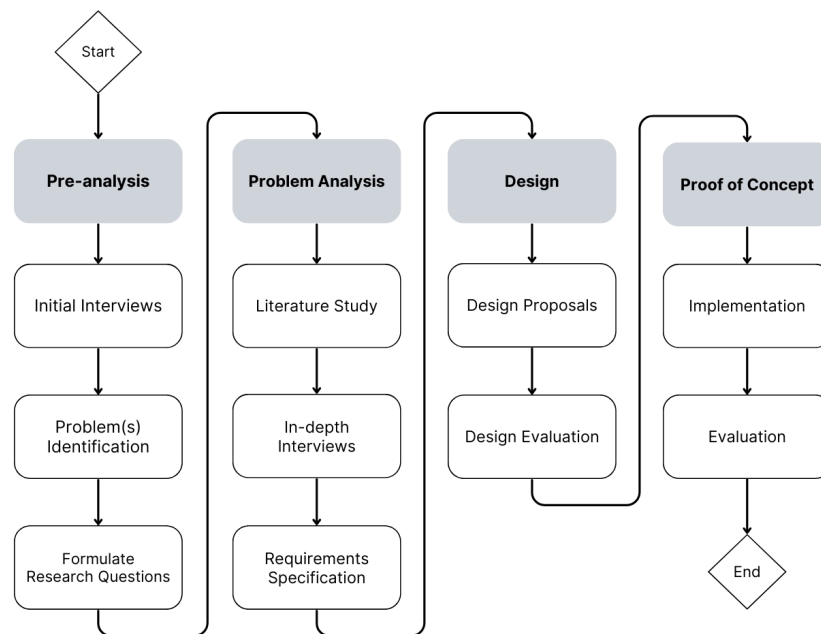 Start
Pre-analysis
Initial Interviews
Problem(s)
Identification
Formulate
Research Questions
Problem Analysis
Literature Study
In-depth
Interviews
Requirements
Specification
Design
Design Proposals
Design Evaluation
Proof of Concept
Implementation
Evaluation
End